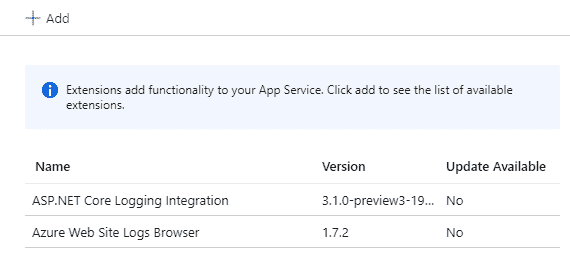 + Add
Extensions add functionality to your App Service. Click add to see the list of available
extensions.
Name Version Update Available
ASP.NET Core Logging Integration 3.1.0-preview3-19... No
Azure Web Site Logs Browser 1.7.2 No